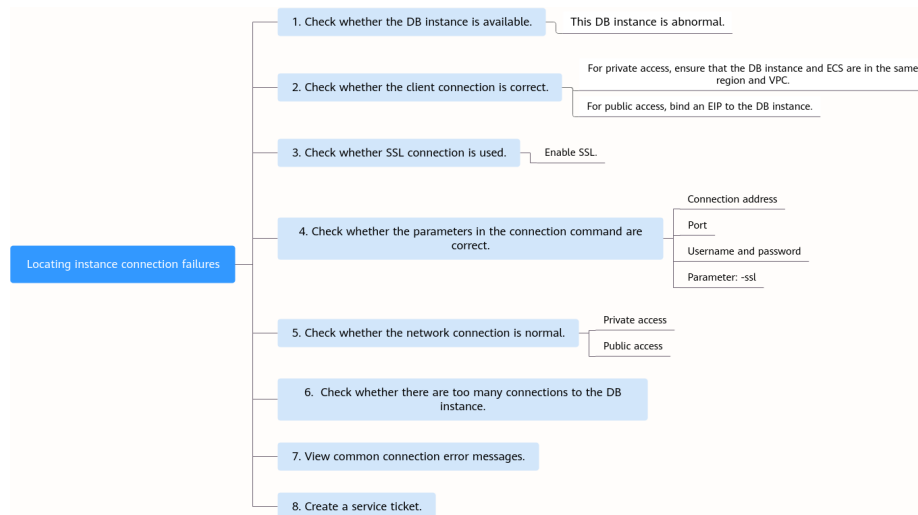 1. Check whether the DB instance is available.
This DB instance is abnormal.
2. Check whether the client connection is correct.
For private access, ensure that the DB instance and ECS are in the same
region and VPC.
For public access, bind an EIP to the DB instance.
3. Check whether SSL connection is used.
Enable SSL.
Locating instance connection failures
4. Check whether the parameters in the connection command are
correct.
Connection address
Port
Username and password
Parameter: -ssl
5. Check whether the network connection is normal.
Private access
Public access
6. Check whether there are too many connections to the DB
instance.
7. View common connection error messages.
8. Create a service ticket.